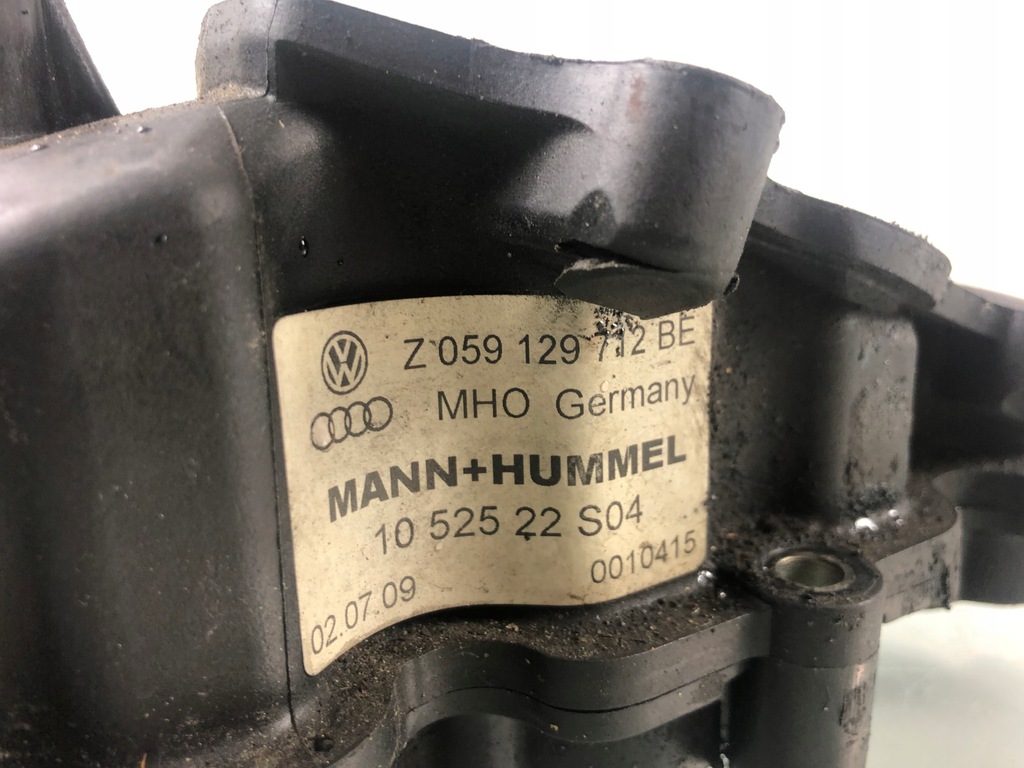 Z 059 129 712 BE
MHO Germany
MANN+HUMMEL
10 525 22 S04
02.07.09 0010415